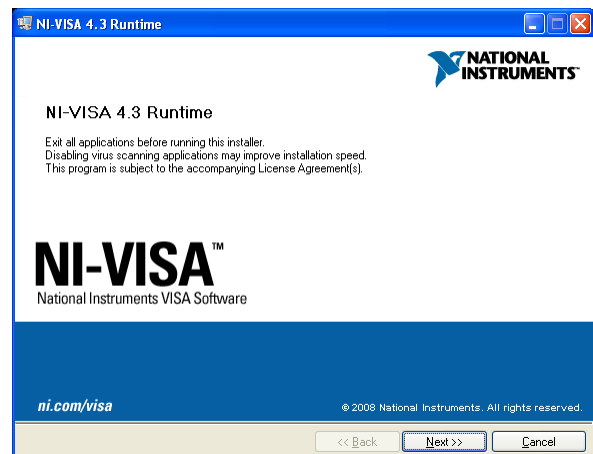 NI-VISA 4.3 Runtime
NATIONAL
INSTRUMENTS™
NI-VISA 4.3 Runtime
Exit all applications before running this installer.
Disabling virus scanning applications may improve installation speed.
This program is subject to the accompanying License Agreement(s).
NI-VISA™
National Instruments VISA Software
ni.com/visa
© 2008 National Instruments. All rights reserved.
<< Back
Next >>
Cancel